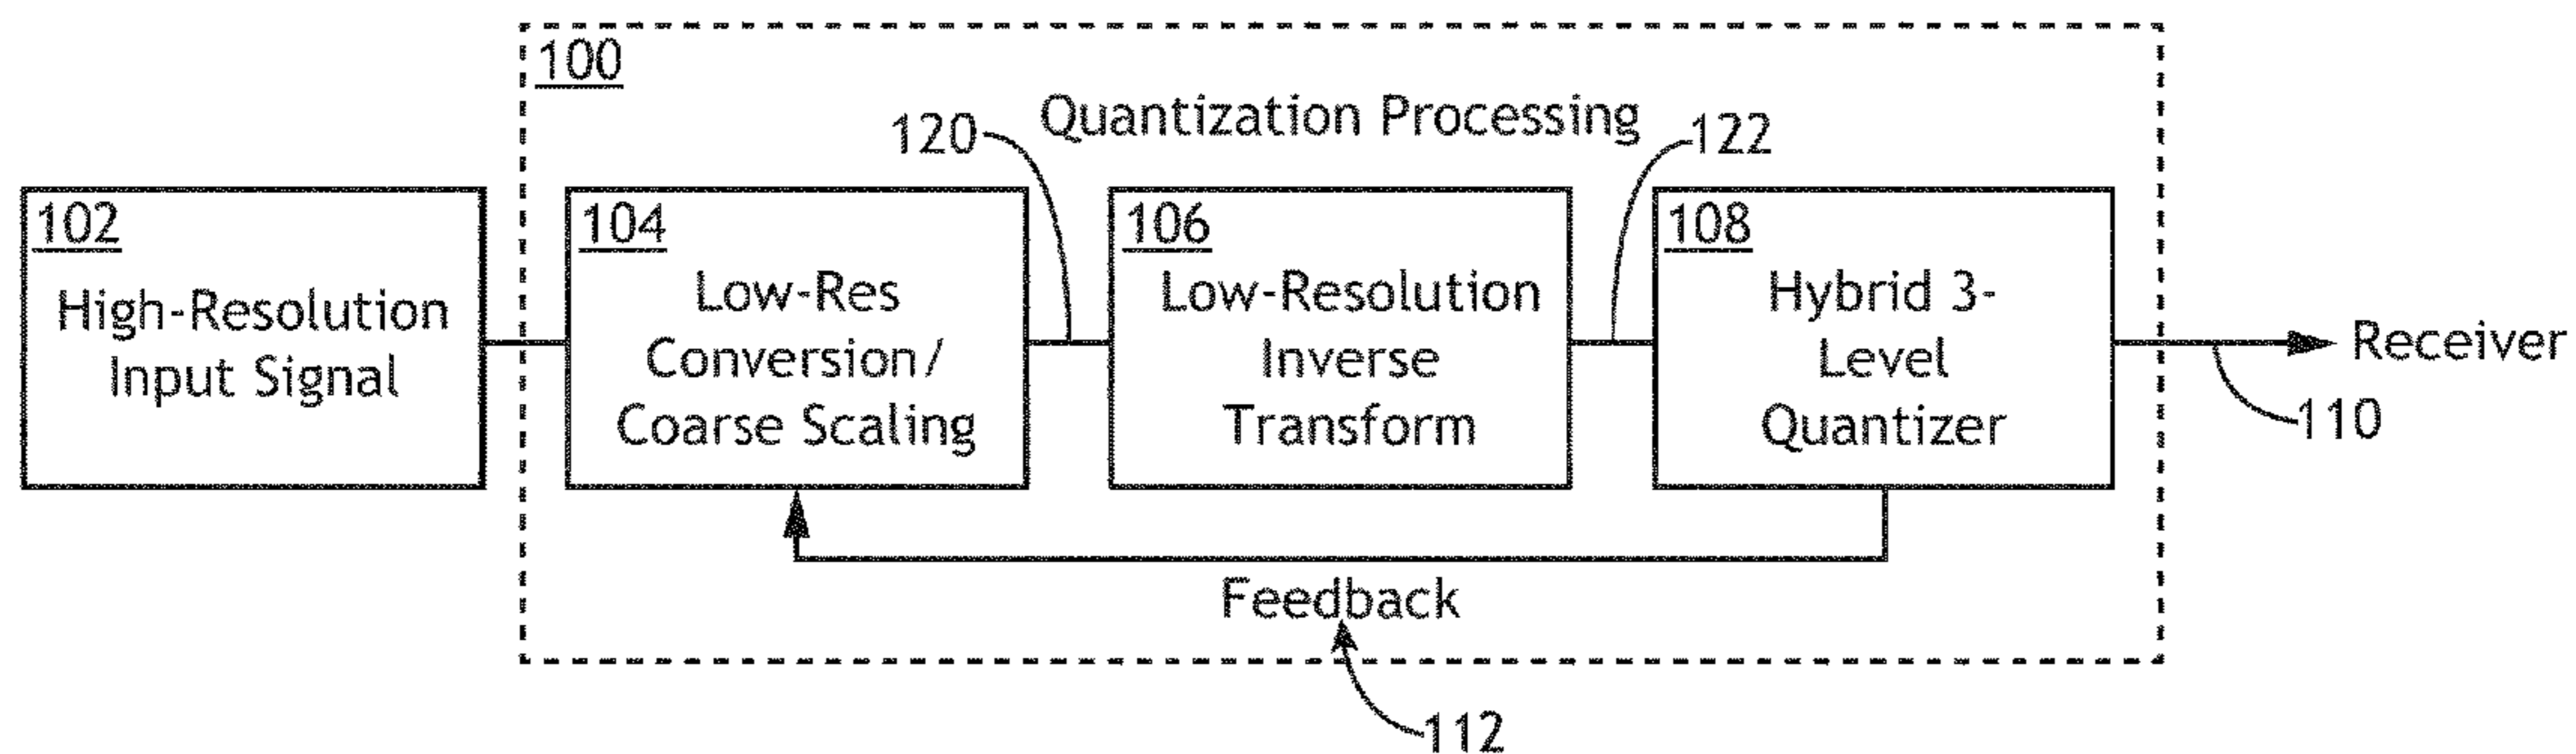 100
Quantization Processing
120
122
102
High-Resolution
Input Signal
104
Low-Res
Conversion/
Coarse Scaling
106
Low-Resolution
Inverse
Transform
108
Hybrid 3-
Level
Quantizer
Receiver
110
Feedback
112